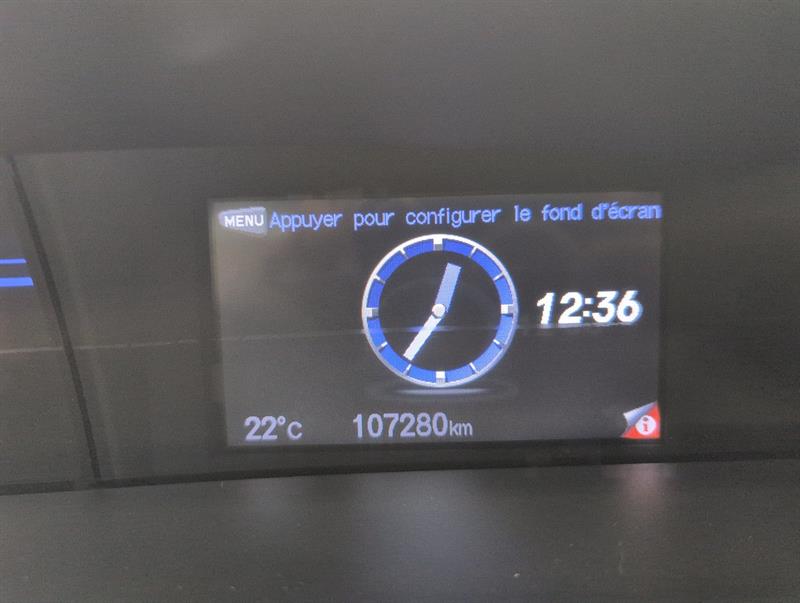 MENU Appuyer pour configurer le fond d'écran
12:36
22°C 107280km
i